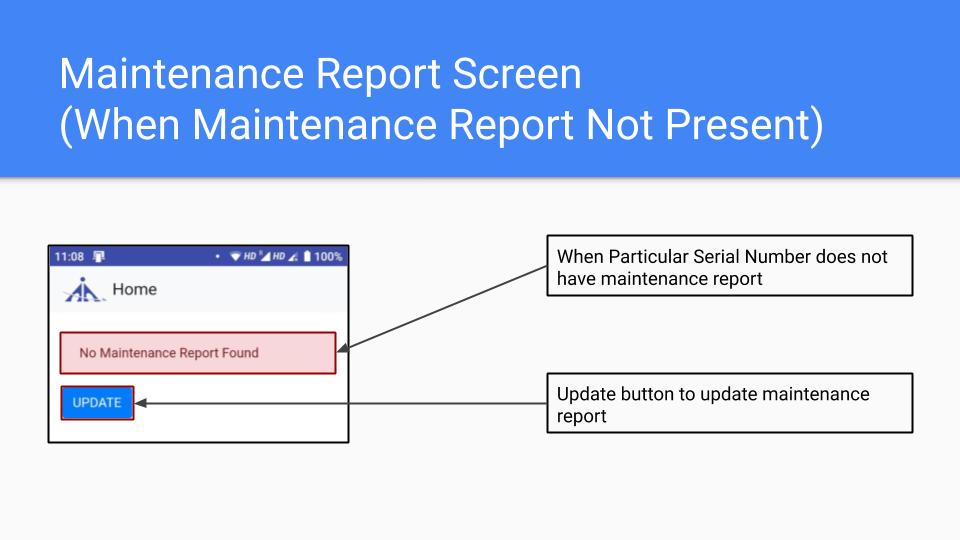 Maintenance Report Screen
(When Maintenance Report Not Present)
11:08 HD HD 100%
Home
No Maintenance Report Found
UPDATE
When Particular Serial Number does not
have maintenance report
Update button to update maintenance
report